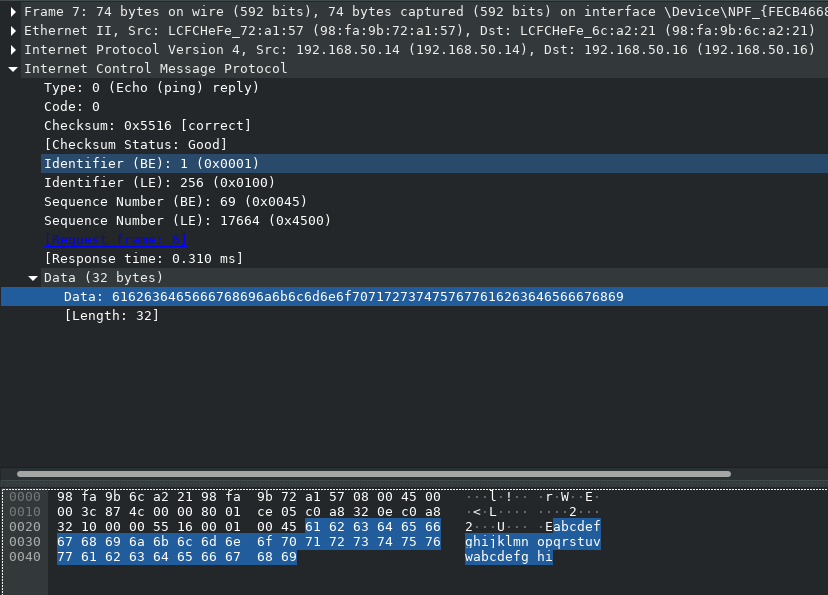 Frame 7: 74 bytes on wire (592 bits), 74 bytes captured (592 bits) on interface \Device\NPF_{FECB4668
Ethernet II, Src: LCFCHeFe_72:a1:57 (98:fa:9b:72:a1:57), Dst: LCFCHeFe_6c:a2:21 (98:fa:9b:6c:a2:21)
Internet Protocol Version 4, Src: 192.168.50.14 (192.168.50.14), Dst: 192.168.50.16 (192.168.50.16)
Internet Control Message Protocol
Type: 0 (Echo (ping) reply)
Code: 0
Checksum: 0x5516 [correct]
[Checksum Status: Good]
Identifier (BE): 1 (0x0001)
Identifier (LE): 256 (0x0100)
Sequence Number (BE): 69 (0x0045)
Sequence Number (LE): 17664 (0x4500)
[Request frame: 6]
[Response time: 0.310 ms]
Data (32 bytes)
Data: 6162636465666768696a6b6c6d6e6f7071727374757677616263646566676869
[Length: 32]
0000 98 fa 9b 6c a2 21 98 fa 9b 72 a1 57 08 00 45 00 ···l·!·· ·r·W··E·
0010 00 3c 87 4c 00 00 80 01 ce 05 c0 a8 32 0e c0 a8 ·<·L···· ····2···
0020 32 10 00 00 55 16 00 01 00 45 61 62 63 64 65 66 2···U··· ·Eabcdef
0030 67 68 69 6a 6b 6c 6d 6e 6f 70 71 72 73 74 75 76 ghijklmn opqrstuv
0040 77 61 62 63 64 65 66 67 68 69 wabcdefg hi